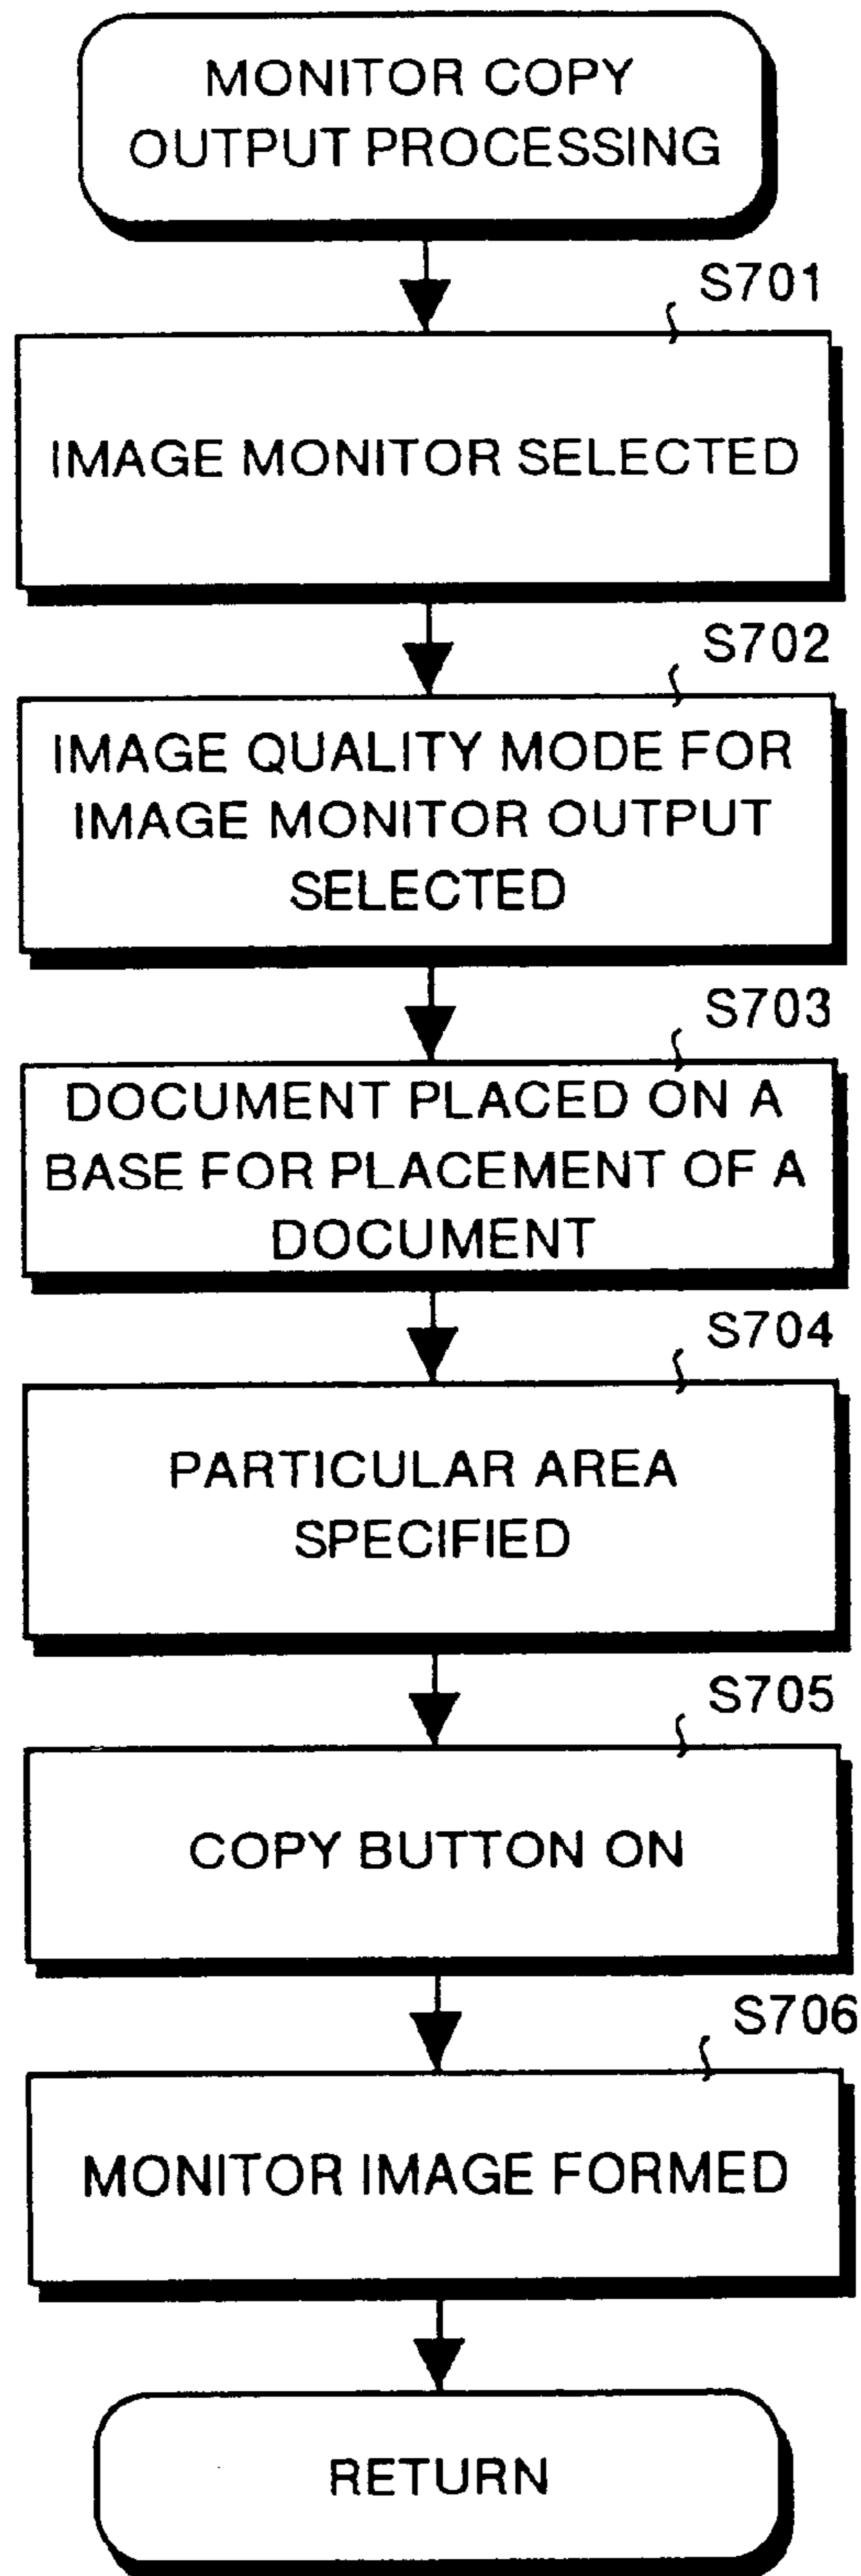 MONITOR COPY
OUTPUT PROCESSING
S701
IMAGE MONITOR SELECTED
S702
IMAGE QUALITY MODE FOR
IMAGE MONITOR OUTPUT
SELECTED
S703
DOCUMENT PLACED ON A
BASE FOR PLACEMENT OF A
DOCUMENT
S704
PARTICULAR AREA
SPECIFIED
S705
COPY BUTTON ON
S706
MONITOR IMAGE FORMED
RETURN